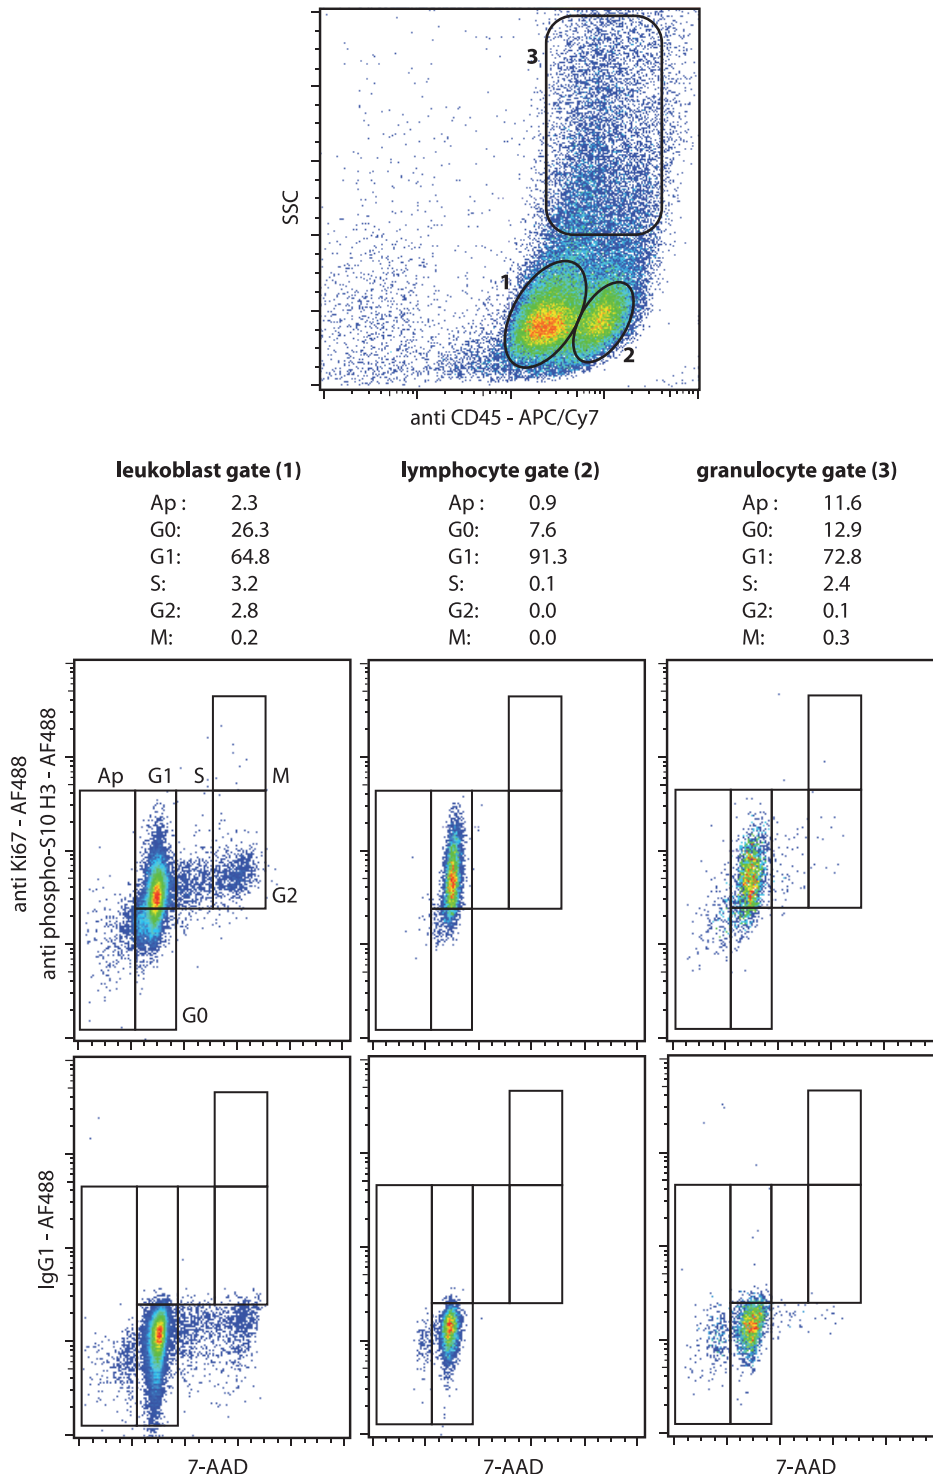 3
SSC
1
2
anti CD45 - APC/Cy7
leukoblast gate (1)
Ap : 2.3
G0: 26.3
G1: 64.8
S: 3.2
G2: 2.8
M: 0.2
lymphocyte gate (2)
Ap : 0.9
G0: 7.6
G1: 91.3
S: 0.1
G2: 0.0
M: 0.0
granulocyte gate (3)
Ap : 11.6
G0: 12.9
G1: 72.8
S: 2.4
G2: 0.1
M: 0.3
anti Ki67 - AF488
anti phospho-S10 H3 - AF488
Ap G1 S M
G2
G0
IgG1 - AF488
7-AAD
7-AAD
7-AAD